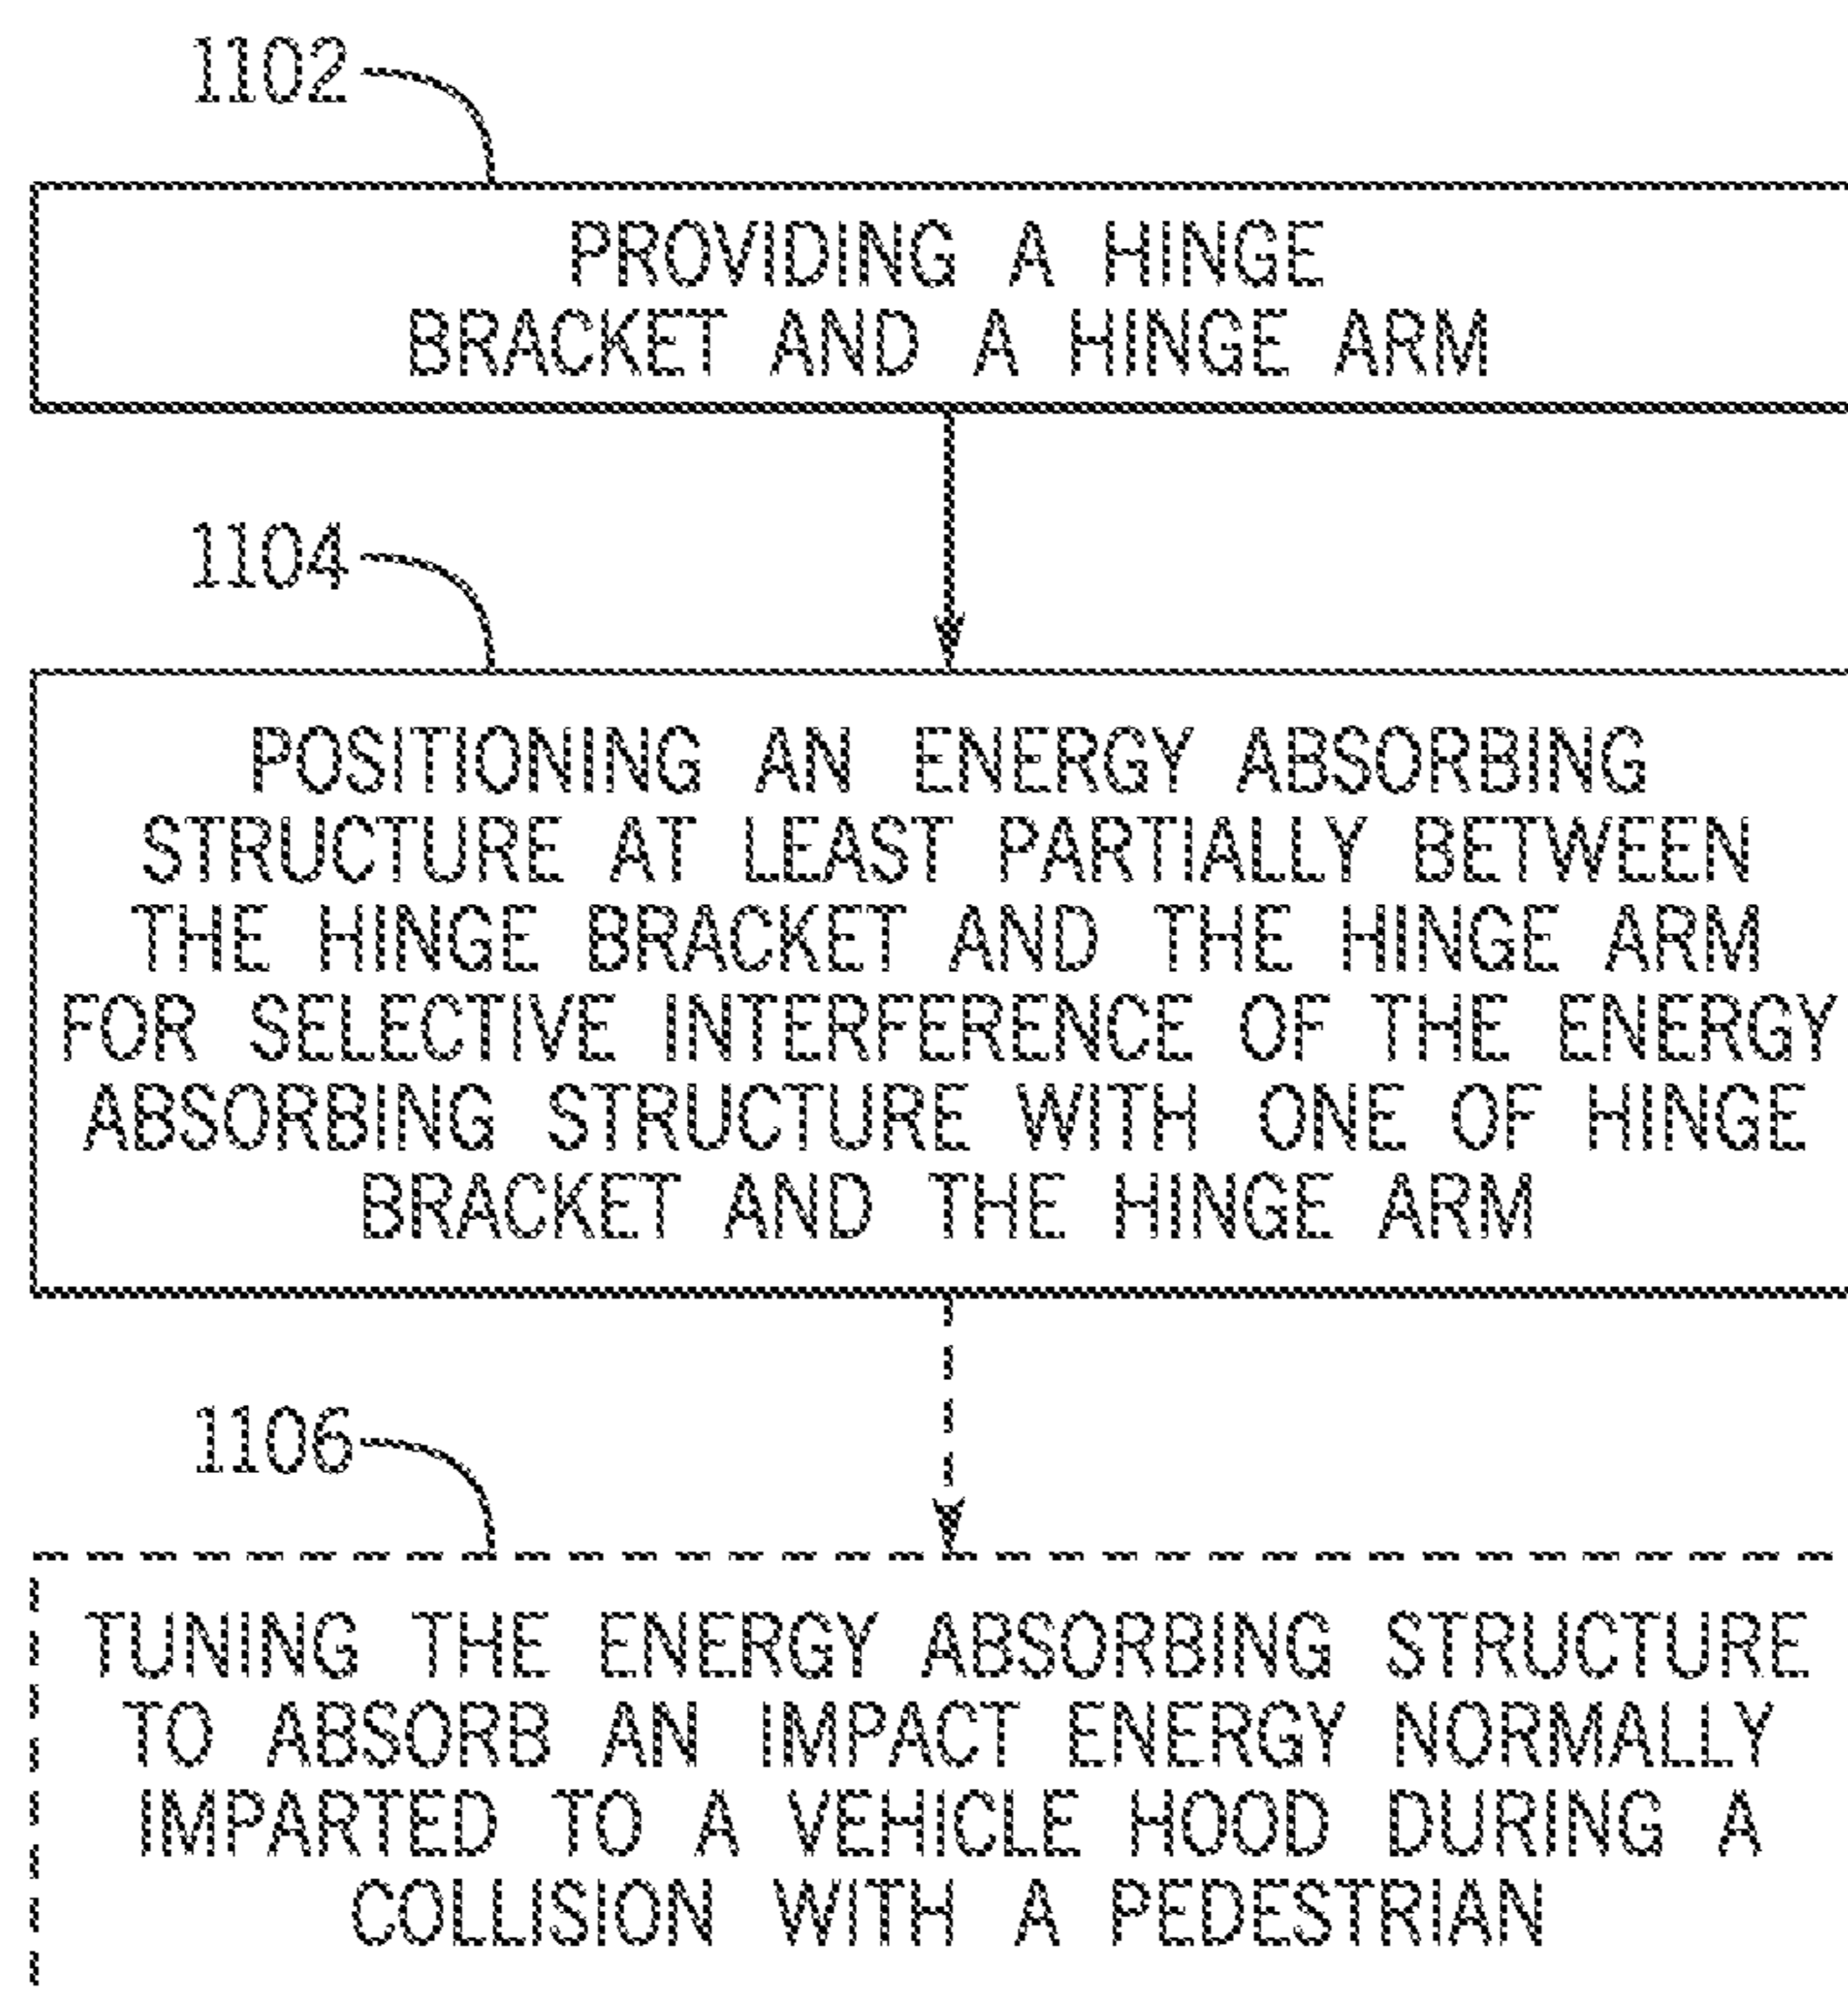 1102
PROVIDING A HINGE
BRACKET AND A HINGE ARM
1104
POSITIONING AN ENERGY ABSORBING
STRUCTURE AT LEAST PARTIALLY BETWEEN
THE HINGE BRACKET AND THE HINGE ARM
FOR SELECTIVE INTERFERENCE OF THE ENERGY
ABSORBING STRUCTURE WITH ONE OF HINGE
BRACKET AND THE HINGE ARM
1106
TUNING THE ENERGY ABSORBING STRUCTURE
TO ABSORB AN IMPACT ENERGY NORMALLY
IMPARTED TO A VEHICLE HOOD DURING A
COLLISION WITH A PEDESTRIAN